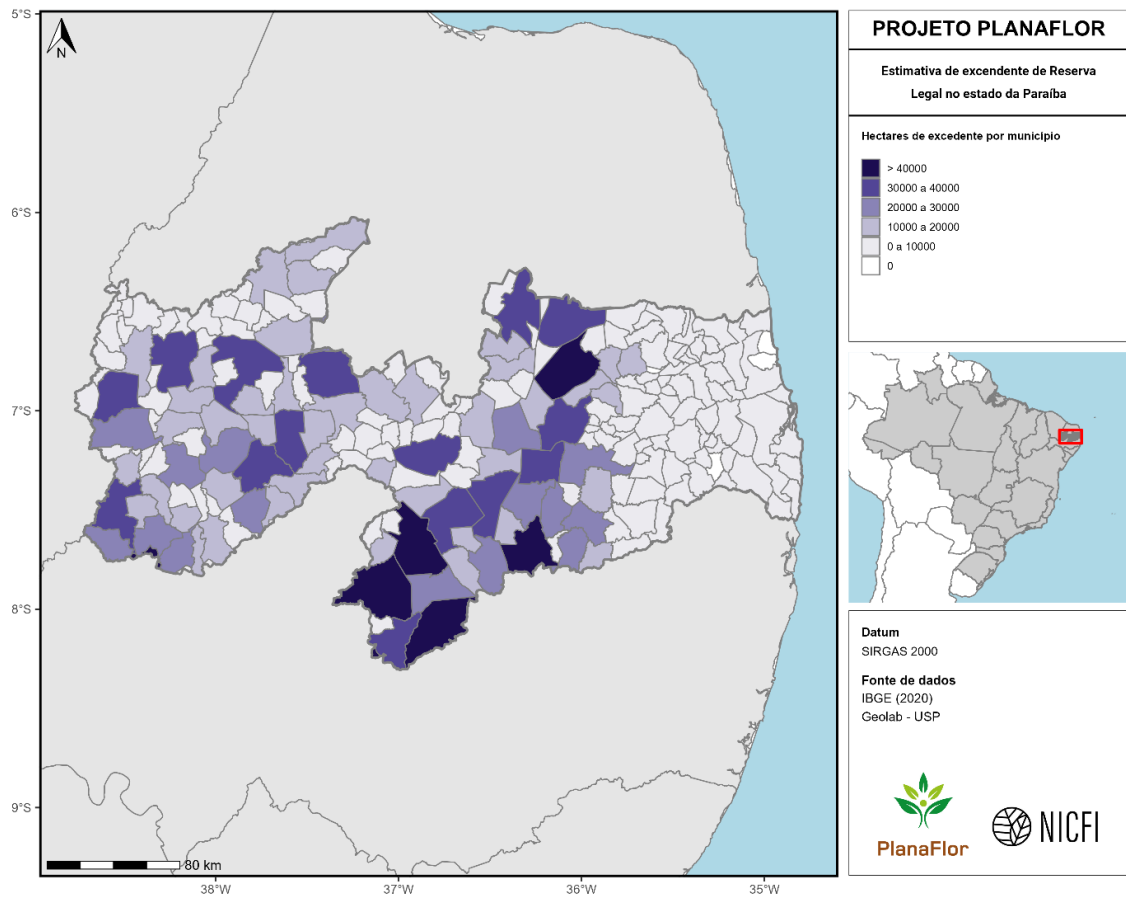 5°S
6°S
7°S
8°S
9°S
N
80 km
38°W
37°W
36°W
35°W
PROJETO PLANAFLOR
Estimativa de excendente de Reserva
Legal no estado da Paraíba
Hectares de excedente por municipio
> 40000
30000 a 40000
20000 a 30000
10000 a 20000
0 a 10000
0
Datum
SIRGAS 2000
Fonte de dados
IBGE (2020)
Geolab - USP
PlanaFlor
NICFI